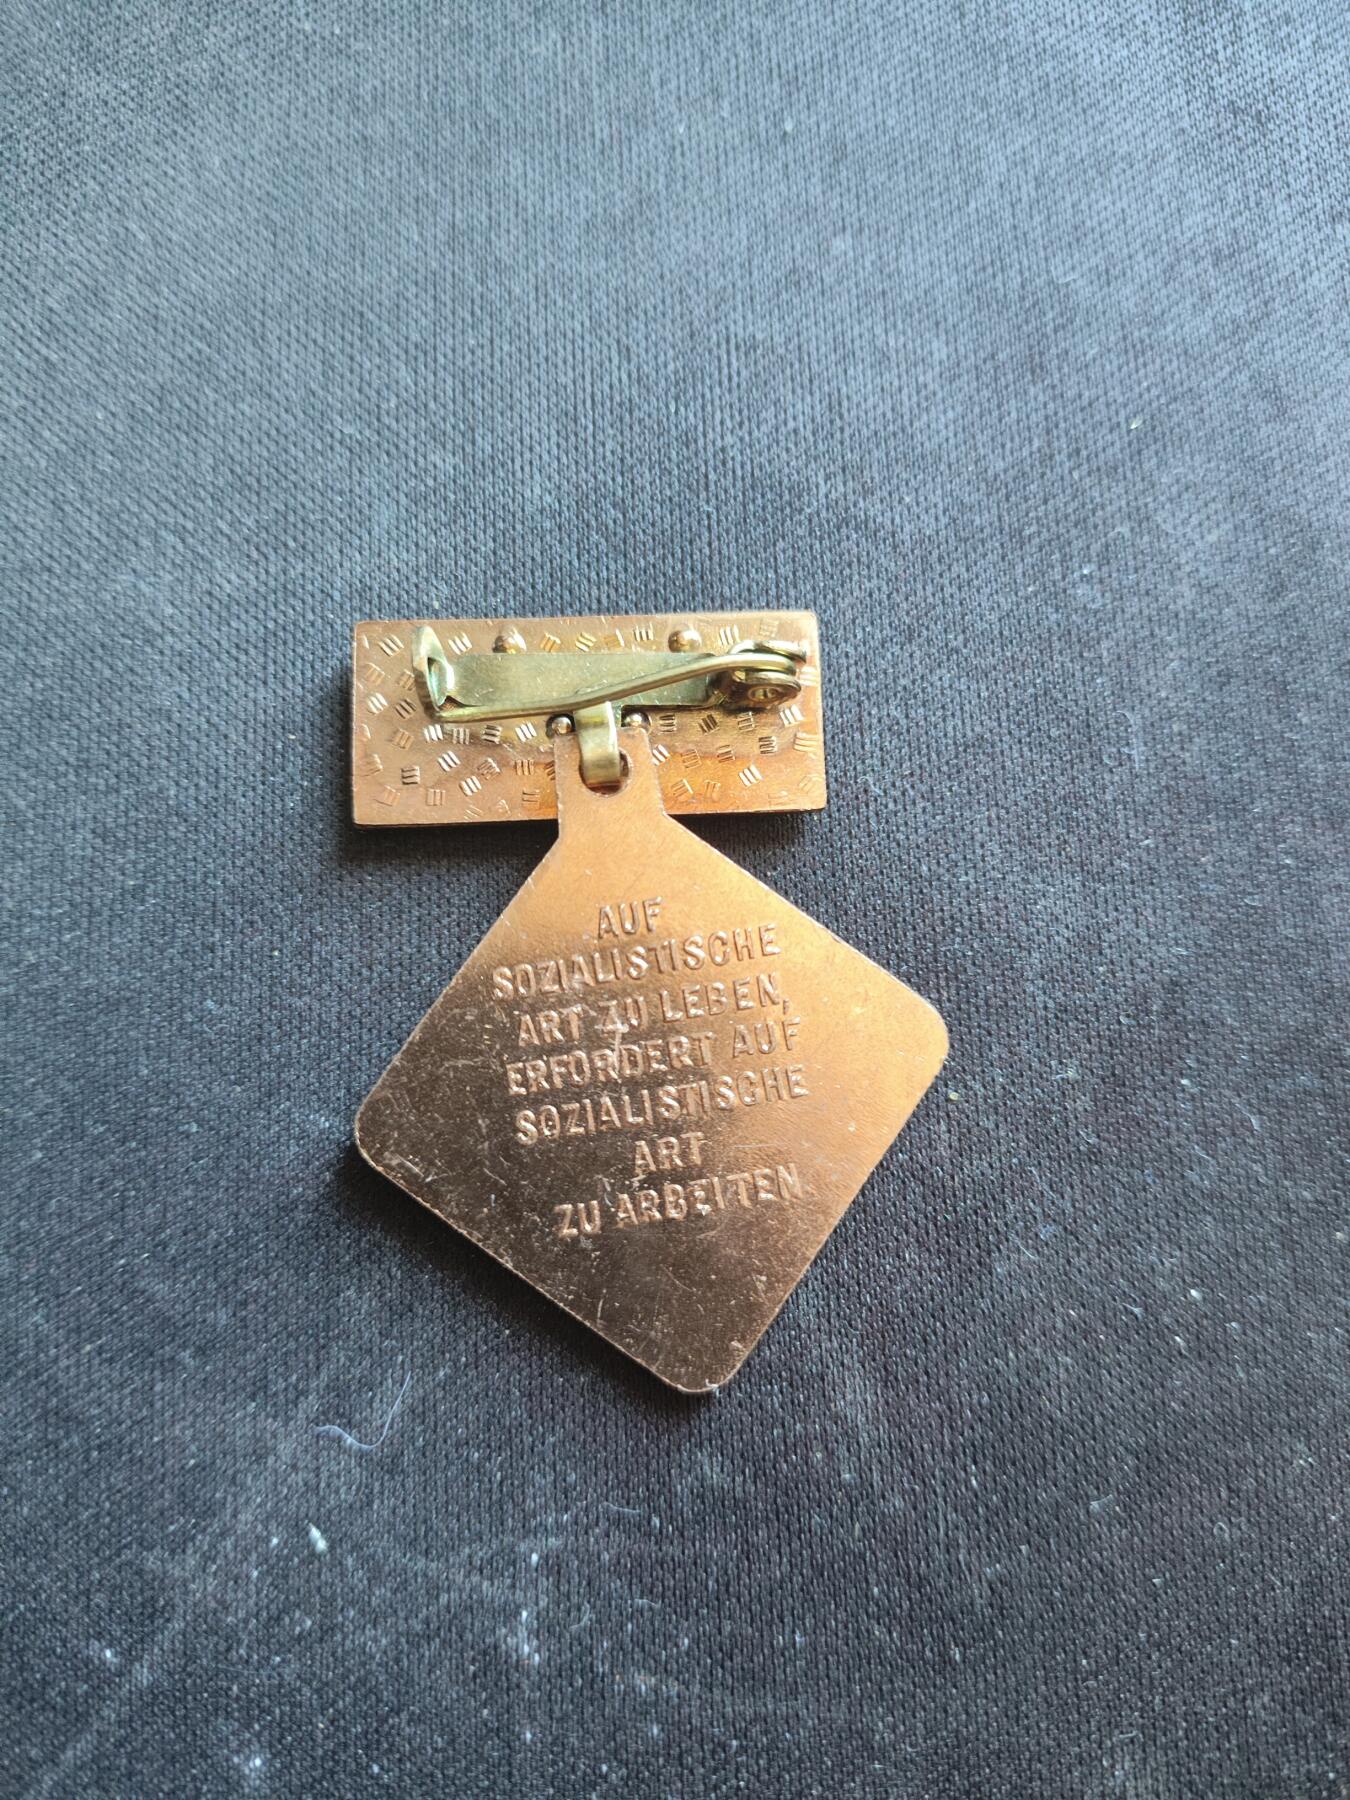 AUF
SOZIALISTISCHE
ART ZU LEBEN,
ERFORDERT AUF
SOZIALISTISCHE
ART
ZU ARBEITEN